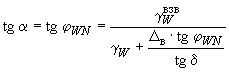 tg α = tg φ_WN = γ_W^ВЗВ / (γ_W + (Δ_В · tg φ_WN) / tg δ)